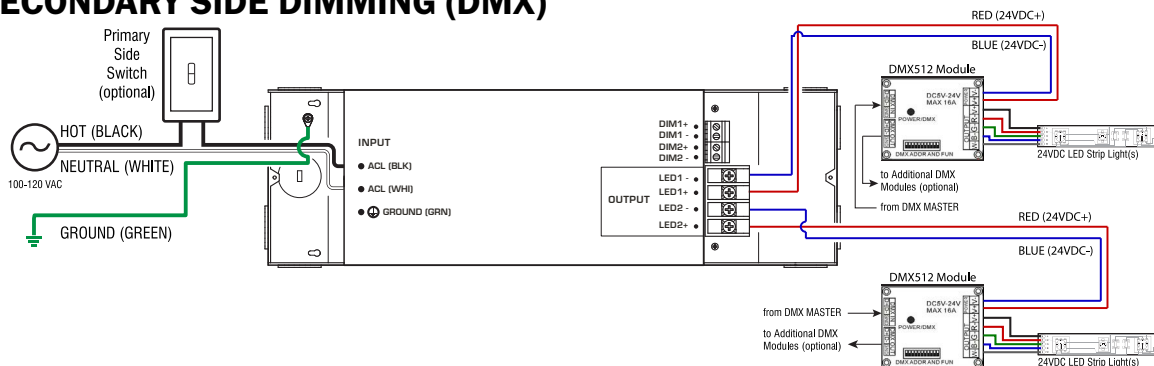 ECONDARY SIDE DIMMING (DMX)
Primary
Side
Switch
(optional)
HOT (BLACK)
NEUTRAL (WHITE)
100-120 VAC
GROUND (GREEN)
INPUT
ACL (BLK)
ACL (WHI)
GROUND (GRN)
DIM1+
DIM1 -
DIM2+
DIM2 -
OUTPUT
LED1 -
LED1+
LED2 -
LED2+
RED (24VDC+)
BLUE (24VDC-)
DMX512 Module
DC5V-24V
MAX 16A
POWER/DMX
OUTPUT
DMX ADDR AND FUN
24VDC LED Strip Light(s)
to Additional DMX
Modules (optional)
from DMX MASTER
RED (24VDC+)
BLUE (24VDC-)
DMX512 Module
from DMX MASTER
to Additional DMX
Modules (optional)
DC5V-24V
MAX 16A
POWER/DMX
OUTPUT
DMX ADDR AND FUN
24VDC LED Strip Light(s)